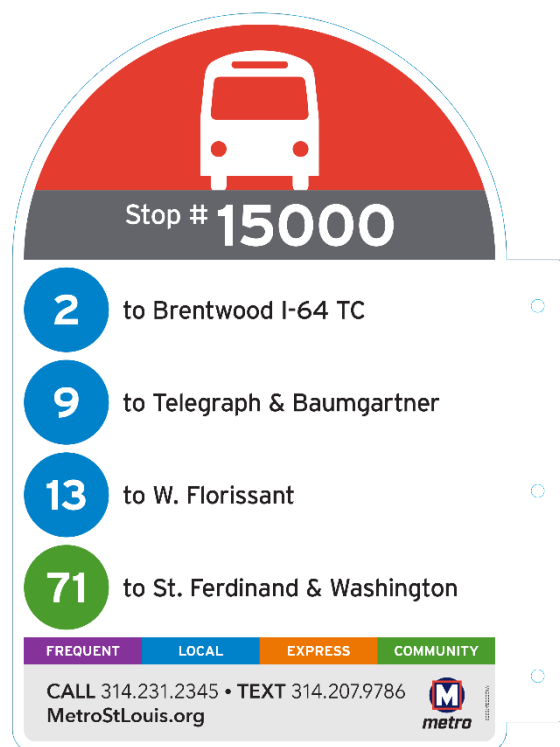 Stop # 15000
2 to Brentwood I-64 TC
9 to Telegraph & Baumgartner
13 to W. Florissant
71 to St. Ferdinand & Washington
FREQUENT LOCAL EXPRESS COMMUNITY
CALL 314.231.2345 • TEXT 314.207.9786
MetroStLouis.org
M
metro